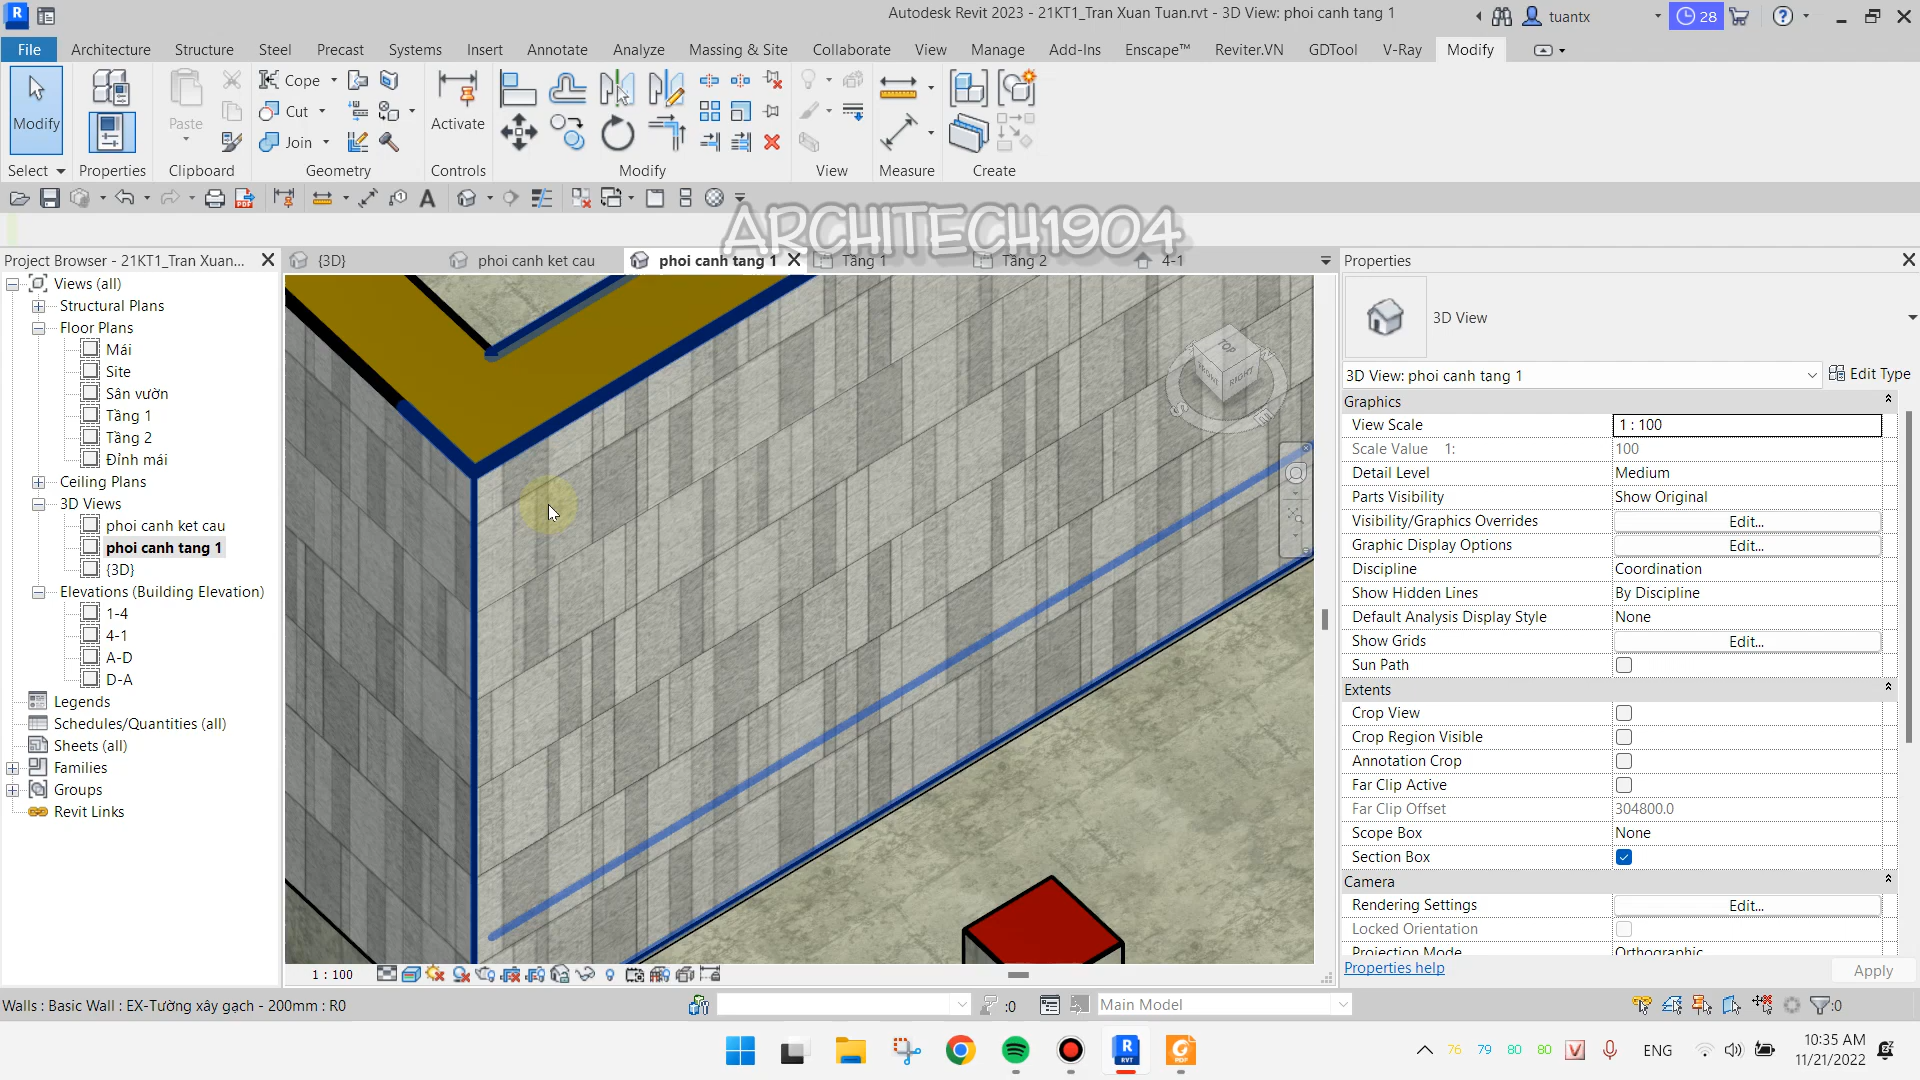 Autodesk Revit 2023 - 21KT1_Tran Xuan Tuan.rvt - 3D View: phoi canh tang 1
tuantx
28
File Architecture Structure Steel Precast Systems Insert Annotate Analyze Massing & Site Collaborate View Manage Add-Ins Enscape™ Reviter.VN GDTool V-Ray Modify
Modify
Paste
Cope
Cut
Join
Activate
Select Properties Clipboard Geometry Controls Modify View Measure Create
ARCHITECH1904
Project Browser - 21KT1_Tran Xuan...
{3D} phoi canh ket cau phoi canh tang 1 Tầng 1 Tầng 2 4-1
Views (all)
Structural Plans
Floor Plans
Mái
Site
Sân vườn
Tầng 1
Tầng 2
Đỉnh mái
Ceiling Plans
3D Views
phoi canh ket cau
phoi canh tang 1
{3D}
Elevations (Building Elevation)
1-4
4-1
A-D
D-A
Legends
Schedules/Quantities (all)
Sheets (all)
Families
Groups
Revit Links
TOP
FRONT
RIGHT
S
E
N
Properties
3D View
3D View: phoi canh tang 1 Edit Type
Graphics
View Scale 1 : 100
Scale Value 1: 100
Detail Level Medium
Parts Visibility Show Original
Visibility/Graphics Overrides Edit...
Graphic Display Options Edit...
Discipline Coordination
Show Hidden Lines By Discipline
Default Analysis Display Style None
Show Grids Edit...
Sun Path
Extents
Crop View
Crop Region Visible
Annotation Crop
Far Clip Active
Far Clip Offset 304800.0
Scope Box None
Section Box
Camera
Rendering Settings Edit...
Locked Orientation
Projection Mode Orthographic
Properties help Apply
1 : 100
Walls : Basic Wall : EX-Tường xây gạch - 200mm : R0
:0
Main Model
:0
76 79 80 80
ENG
10:35 AM
11/21/2022